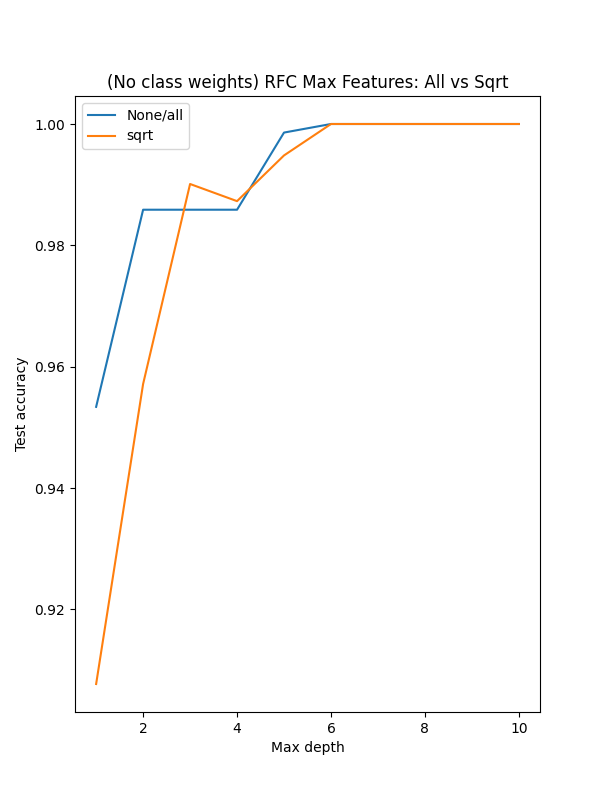 (No class weights) RFC Max Features: All vs Sqrt
None/all
sqrt
1.00
0.98
0.96
0.94
0.92
Test accuracy
2 4 6 8 10
Max depth